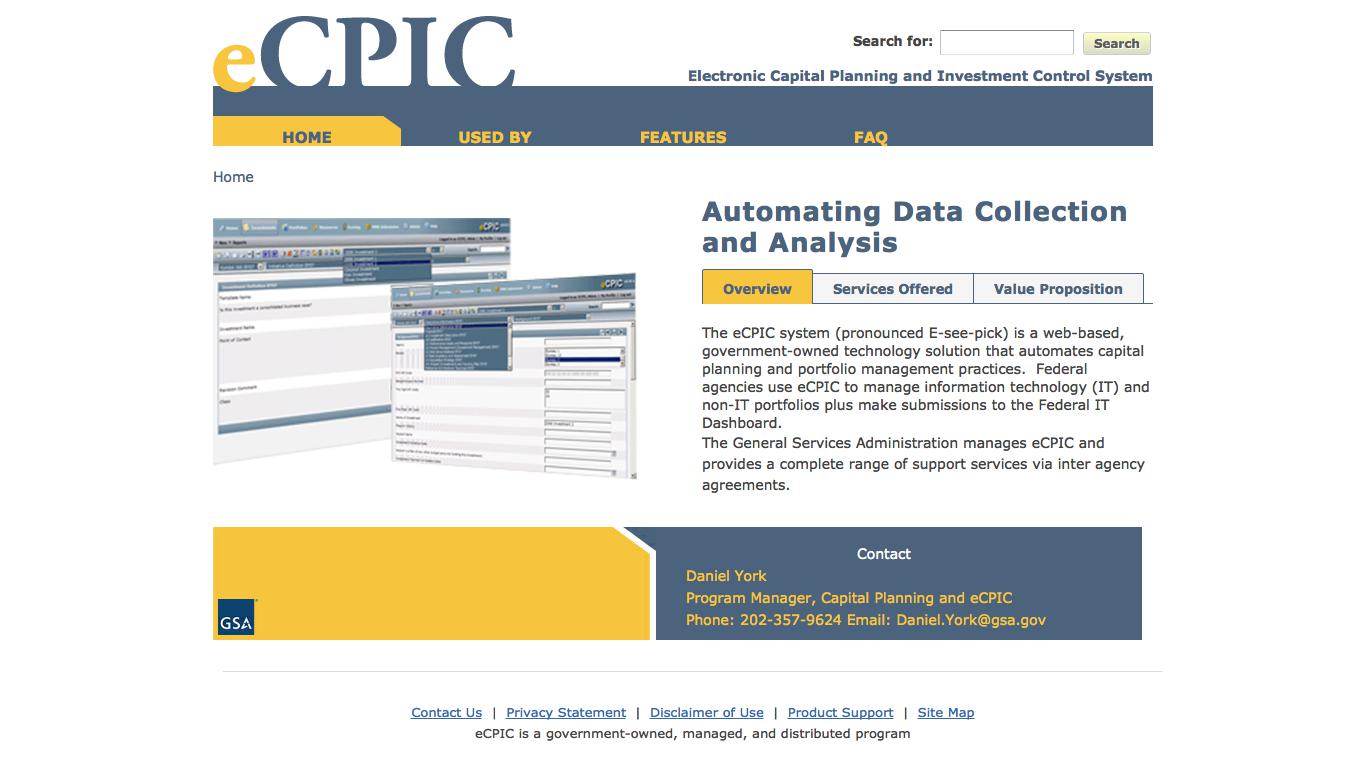 eCPIC
Search for:
Search
Electronic Capital Planning and Investment Control System
HOME
USED BY
FEATURES
FAQ
Home
Automating Data Collection
and Analysis
Overview
Services Offered
Value Proposition
The eCPIC system (pronounced E-see-pick) is a web-based,
government-owned technology solution that automates capital
planning and portfolio management practices.  Federal
agencies use eCPIC to manage information technology (IT) and
non-IT portfolios plus make submissions to the Federal IT
Dashboard.
The General Services Administration manages eCPIC and
provides a complete range of support services via inter agency
agreements.
GSA
Contact
Daniel York
Program Manager, Capital Planning and eCPIC
Phone: 202-357-9624 Email: Daniel.York@gsa.gov
Contact Us | Privacy Statement | Disclaimer of Use | Product Support | Site Map
eCPIC is a government-owned, managed, and distributed program